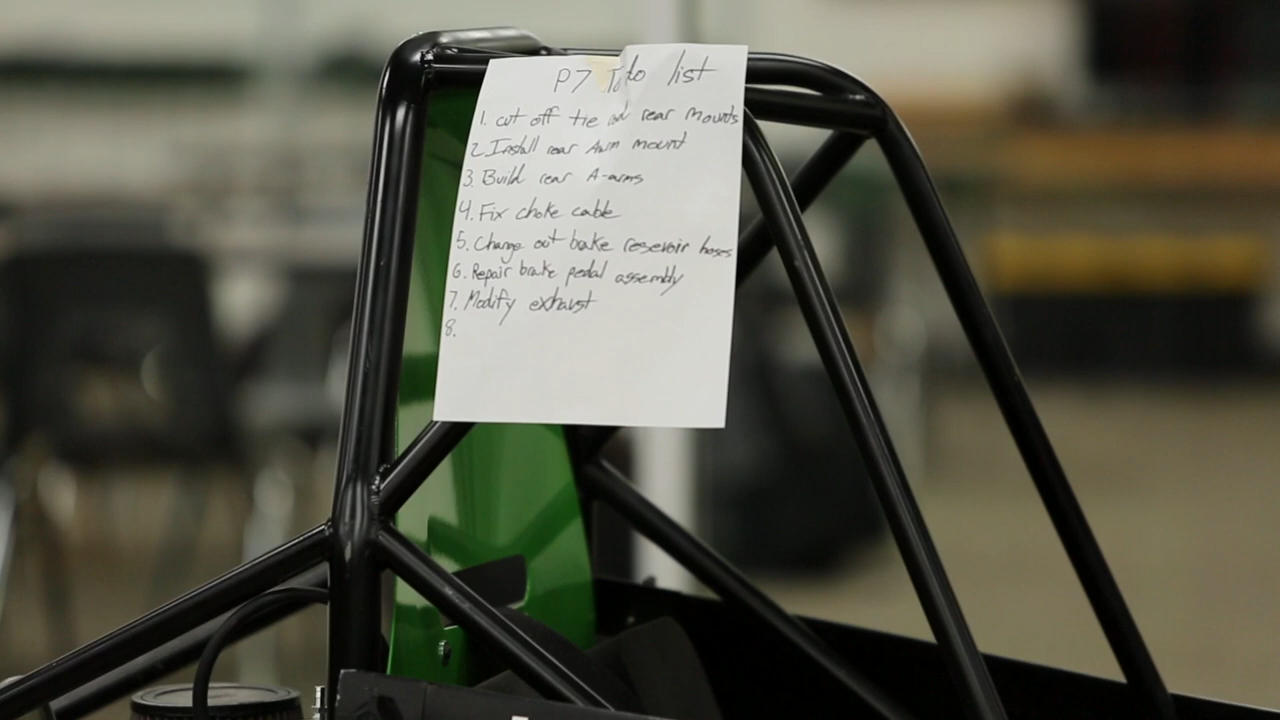 P7 To do list
1. cut off tie rod rear mounts
2. Install rear Arm mount
3. Build rear A-arms
4. Fix choke cable
5. Change out brake reservoir hoses
6. Repair brake pedal assembly
7. Modify exhaust
8.